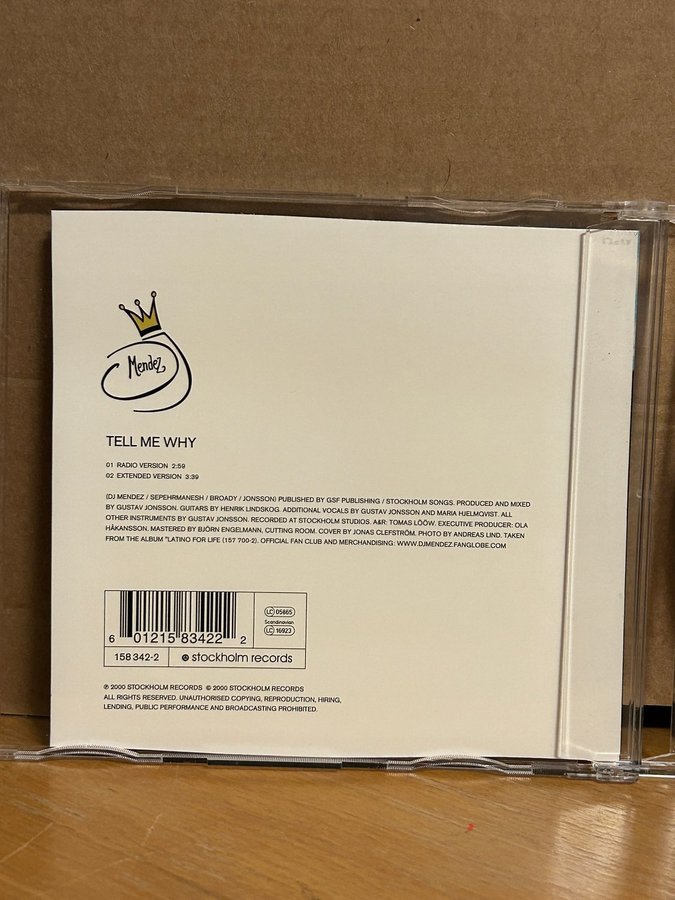 Mendez
TELL ME WHY
01 RADIO VERSION 2:59
02 EXTENDED VERSION 3:39
(DJ MENDEZ / SEPEHRMANESH / BROADY / JONSSON) PUBLISHED BY GSF PUBLISHING / STOCKHOLM SONGS. PRODUCED AND MIXED
BY GUSTAV JONSSON. GUITARS BY HENRIK LINDSKOG. ADDITIONAL VOCALS BY GUSTAV JONSSON AND MARIA HJELMQWIST. ALL
OTHER INSTRUMENTS BY GUSTAV JONSSON. RECORDED AT STOCKHOLM STUDIOS. A&R: TOMAS LÖÖW. EXECUTIVE PRODUCER: OLA
HÅKANSSON. MASTERED BY BJÖRN ENGELMANN, CUTTING ROOM. COVER BY JONAS CLEFSTRÖM. PHOTO BY ANDREAS LIND. TAKEN
FROM THE ALBUM "LATINO FOR LIFE (157 700-2). OFFICIAL FAN CLUB AND MERCHANDISING: WWW.DJMENDEZ.FANGLOBE.COM
LC 05865
Scandinavian
LC 16923
6 01215 83422 2
158 342-2 stockholm records
℗ 2000 STOCKHOLM RECORDS © 2000 STOCKHOLM RECORDS
ALL RIGHTS RESERVED. UNAUTHORISED COPYING, REPRODUCTION, HIRING,
LENDING, PUBLIC PERFORMANCE AND BROADCASTING PROHIBITED.